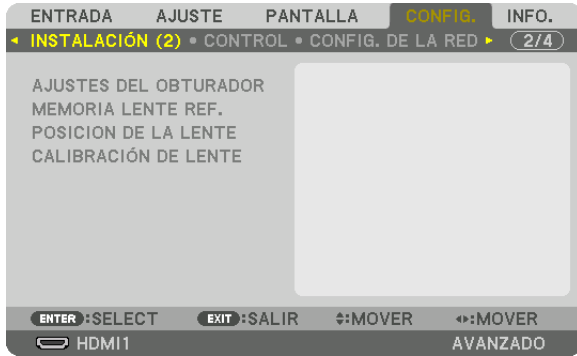 ENTRADA AJUSTE PANTALLA CONFIG. INFO.
INSTALACIÓN (2) • CONTROL • CONFIG. DE LA RED 2/4
AJUSTES DEL OBTURADOR
MEMORIA LENTE REF.
POSICION DE LA LENTE
CALIBRACIÓN DE LENTE
ENTER :SELECT EXIT :SALIR :MOVER :MOVER
HDMI1 AVANZADO